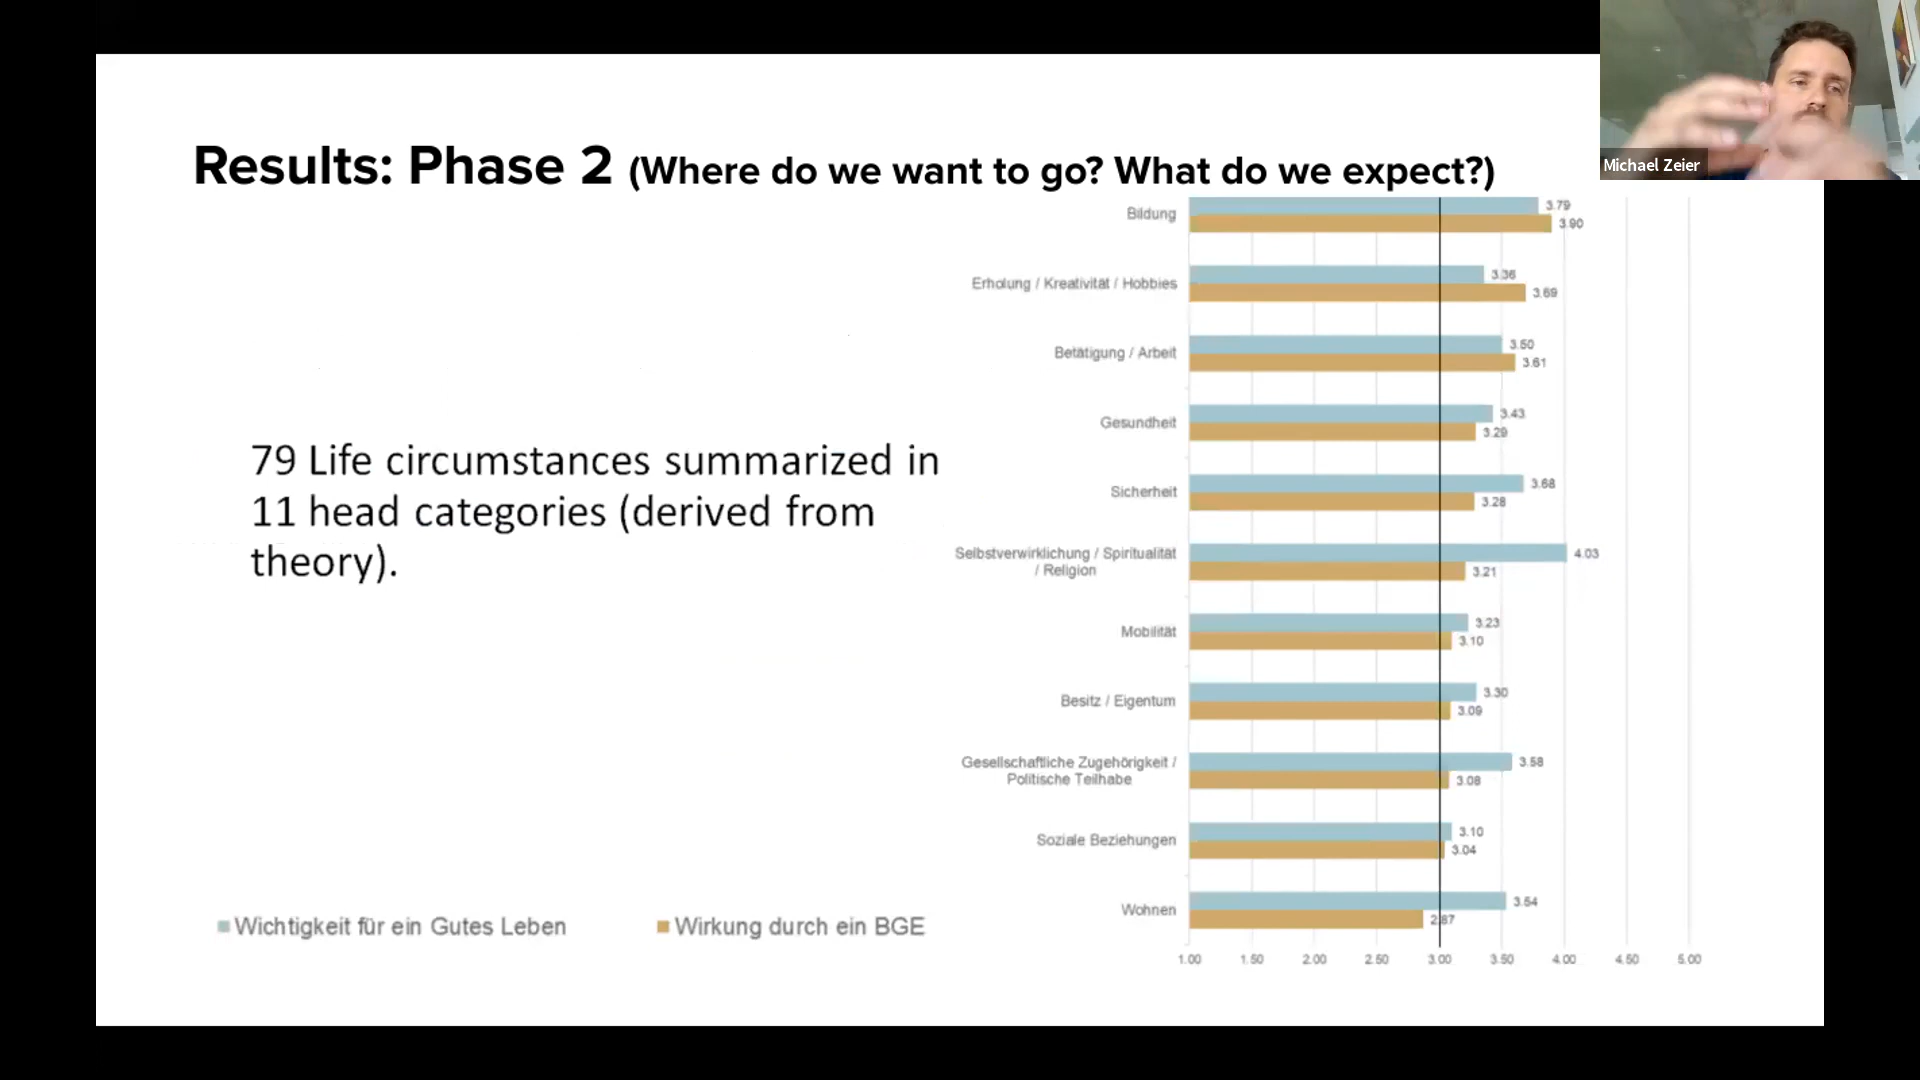 Michael Zeier
Results: Phase 2 (Where do we want to go? What do we expect?)
79 Life circumstances summarized in
11 head categories (derived from
theory).
Wichtigkeit für ein Gutes Leben
Wirkung durch ein BGE
Bildung
3.79
3.90
Erholung / Kreativität / Hobbies
3.36
3.69
Betätigung / Arbeit
3.50
3.61
Gesundheit
3.43
3.29
Sicherheit
3.68
3.28
Selbstverwirklichung / Spiritualität
/ Religion
4.03
3.21
Mobilität
3.23
3.10
Besitz / Eigentum
3.30
3.09
Gesellschaftliche Zugehörigkeit /
Politische Teilhabe
3.58
3.08
Soziale Beziehungen
3.10
3.04
Wohnen
3.54
2.87
1.00 1.50 2.00 2.50 3.00 3.50 4.00 4.50 5.00